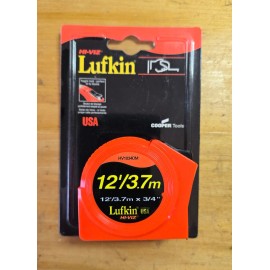 HI-VIZ
Lufkin
USA
COOPER Tools
12'/3.7m
12'/3.7m x 3/4"
Lufkin
HI-VIZ